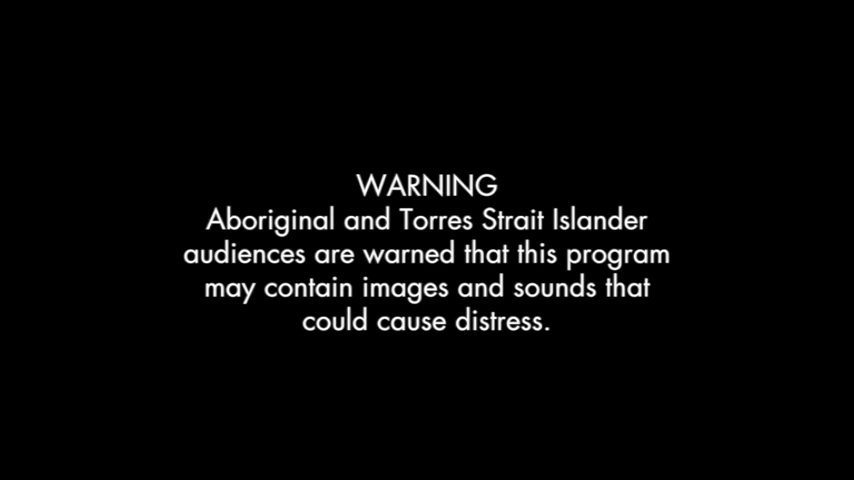 WARNING
Aboriginal and Torres Strait Islander
audiences are warned that this program
may contain images and sounds that
could cause distress.